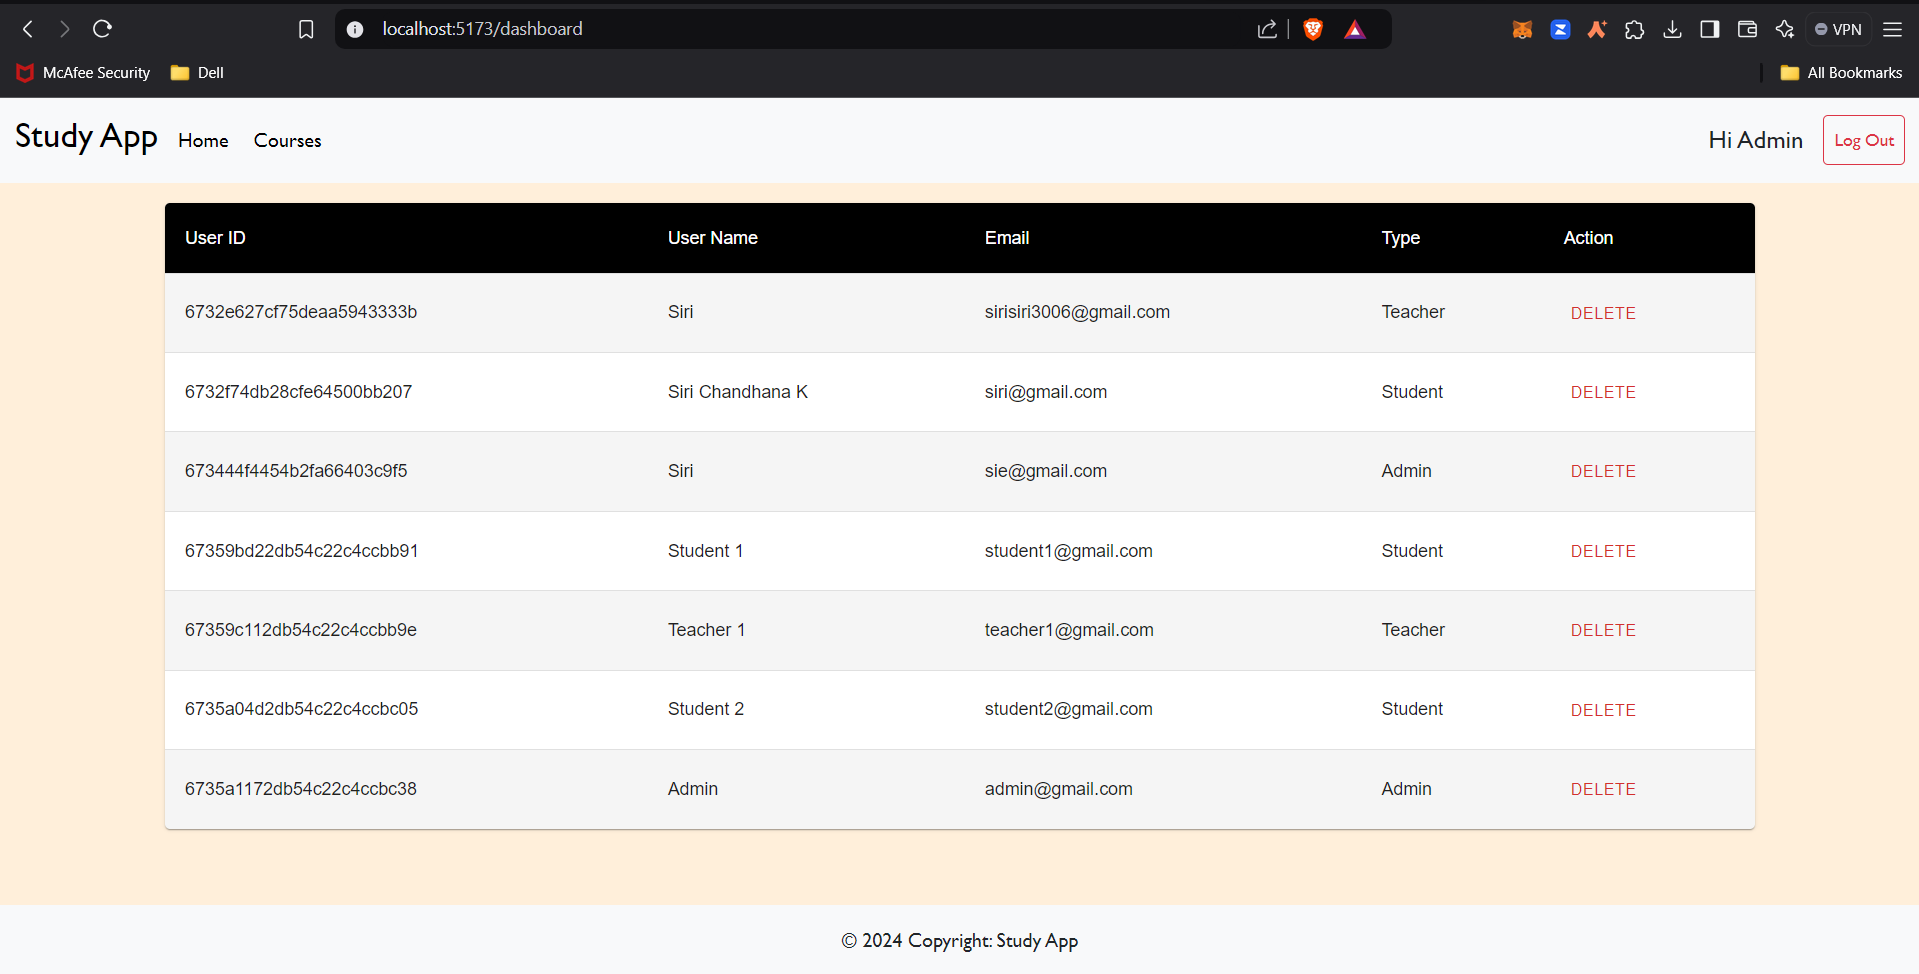 localhost:5173/dashboard
VPN
McAfee Security Dell All Bookmarks
Study App Home Courses Hi Admin Log Out
User ID User Name Email Type Action
6732e627cf75deaa5943333b Siri sirisiri3006@gmail.com Teacher DELETE
6732f74db28cfe64500bb207 Siri Chandhana K siri@gmail.com Student DELETE
673444f4454b2fa66403c9f5 Siri sie@gmail.com Admin DELETE
67359bd22db54c22c4ccbb91 Student 1 student1@gmail.com Student DELETE
67359c112db54c22c4ccbb9e Teacher 1 teacher1@gmail.com Teacher DELETE
6735a04d2db54c22c4ccbc05 Student 2 student2@gmail.com Student DELETE
6735a1172db54c22c4ccbc38 Admin admin@gmail.com Admin DELETE
© 2024 Copyright: Study App